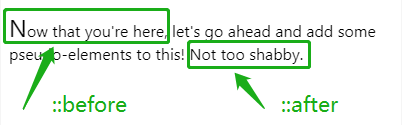 Now that you're here, let's go ahead and add some
pseudo-elements to this! Not too shabby.
::before ::after